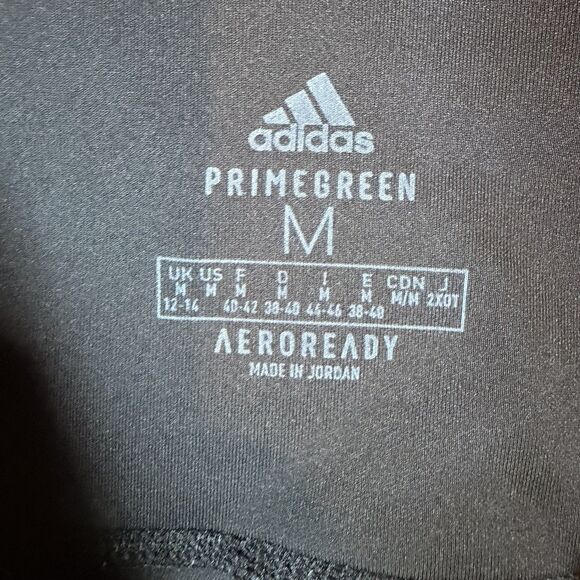 adidas
PRIMEGREEN
M
UK US F D I E CDN J
M M M M M M M/M 2XOT
12-14 40-42 38-40 44-46 38-40
AEROREADY
MADE IN JORDAN